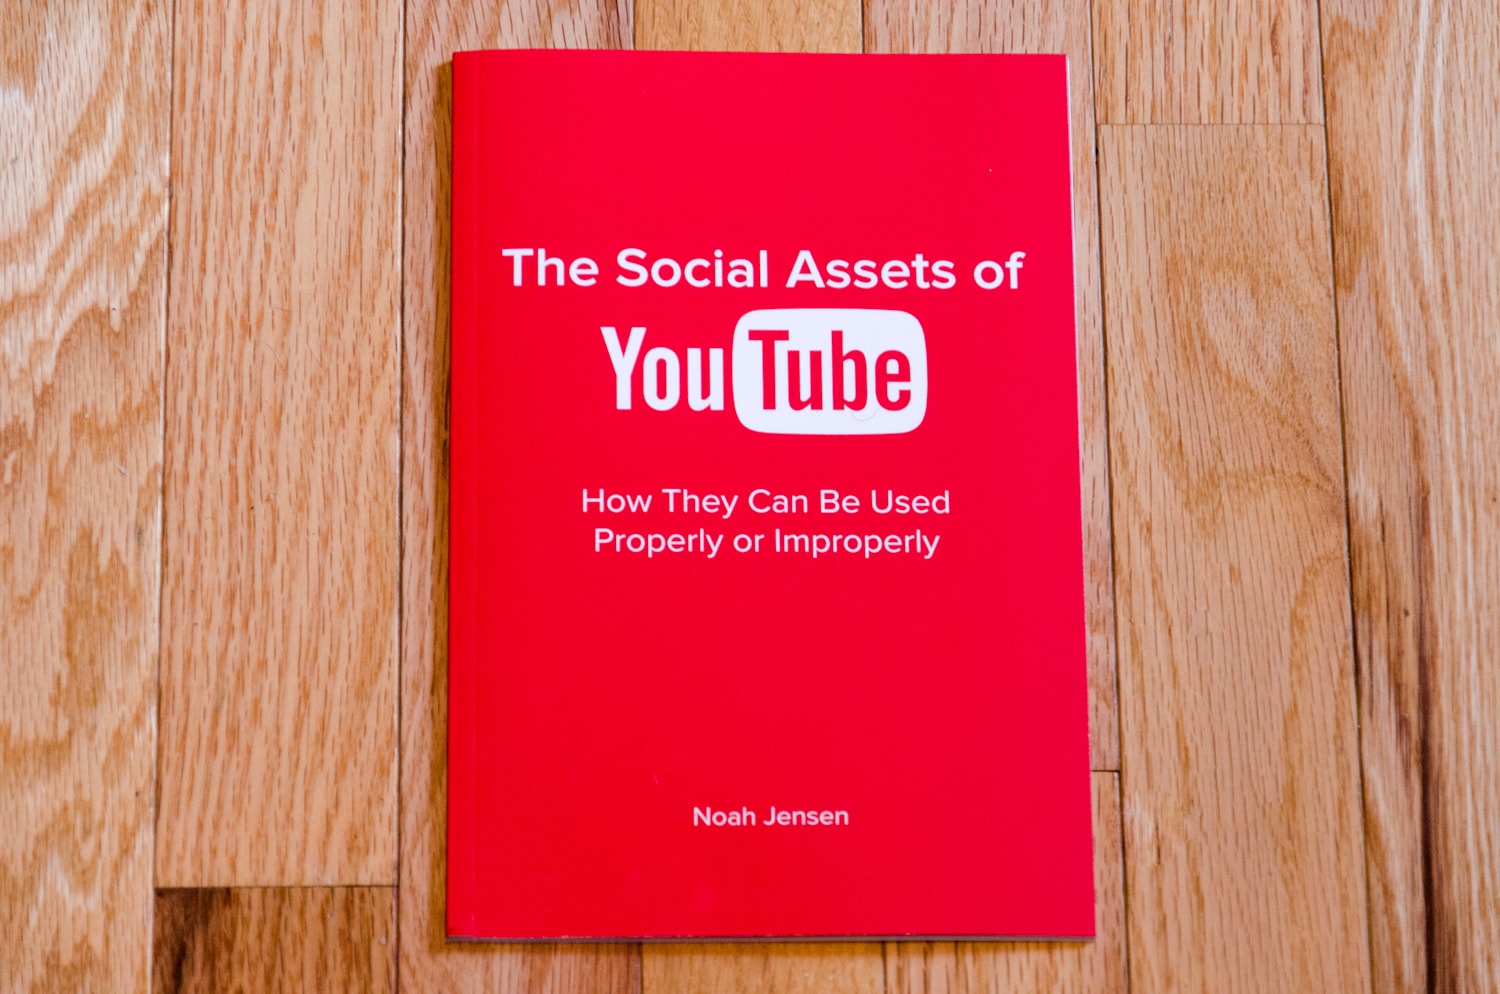 The Social Assets of
YouTube
How They Can Be Used
Properly or Improperly
Noah Jensen